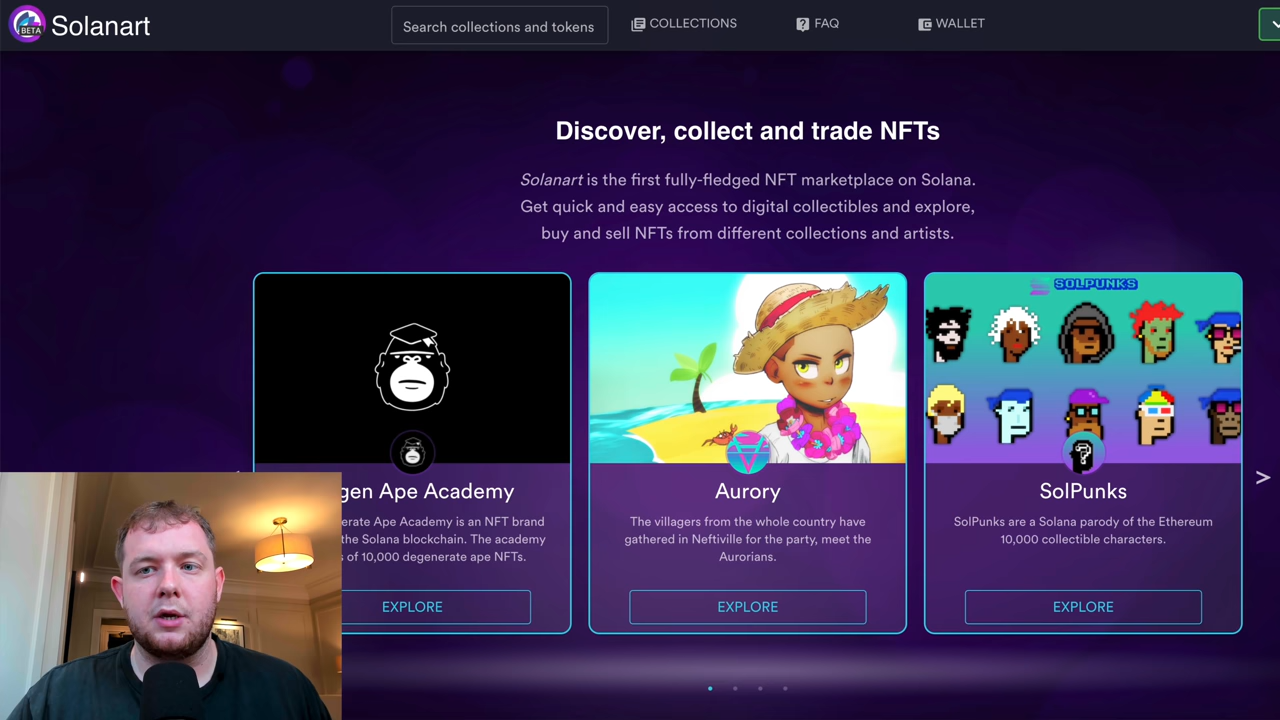 BETA
Solanart
Search collections and tokens
COLLECTIONS
FAQ
WALLET
Discover, collect and trade NFTs
Solanart is the first fully-fledged NFT marketplace on Solana.
Get quick and easy access to digital collectibles and explore,
buy and sell NFTs from different collections and artists.
gen Ape Academy
erate Ape Academy is an NFT brand
the Solana blockchain. The academy
s of 10,000 degenerate ape NFTs.
EXPLORE
Aurory
The villagers from the whole country have
gathered in Neftiville for the party, meet the
Aurorians.
EXPLORE
SOLPUNKS
SolPunks
SolPunks are a Solana parody of the Ethereum
10,000 collectible characters.
EXPLORE